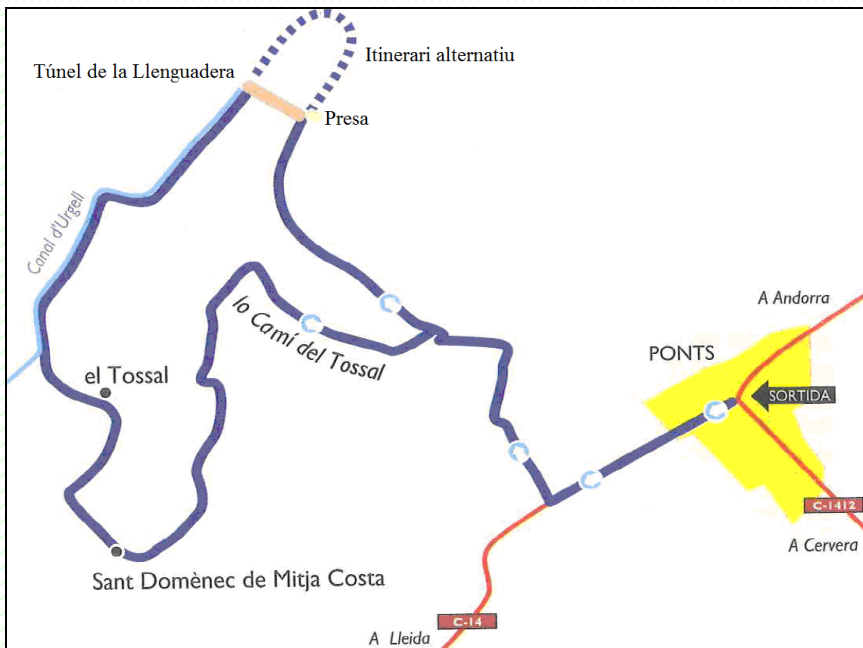 Itinerari alternatiu
Túnel de la Llenguadera
Presa
Canal d'Urgell
lo Camí del Tossal
A Andorra
PONTS
el Tossal
SORTIDA
C-1412
A Cervera
Sant Domènec de Mitja Costa
C-14
A Lleida